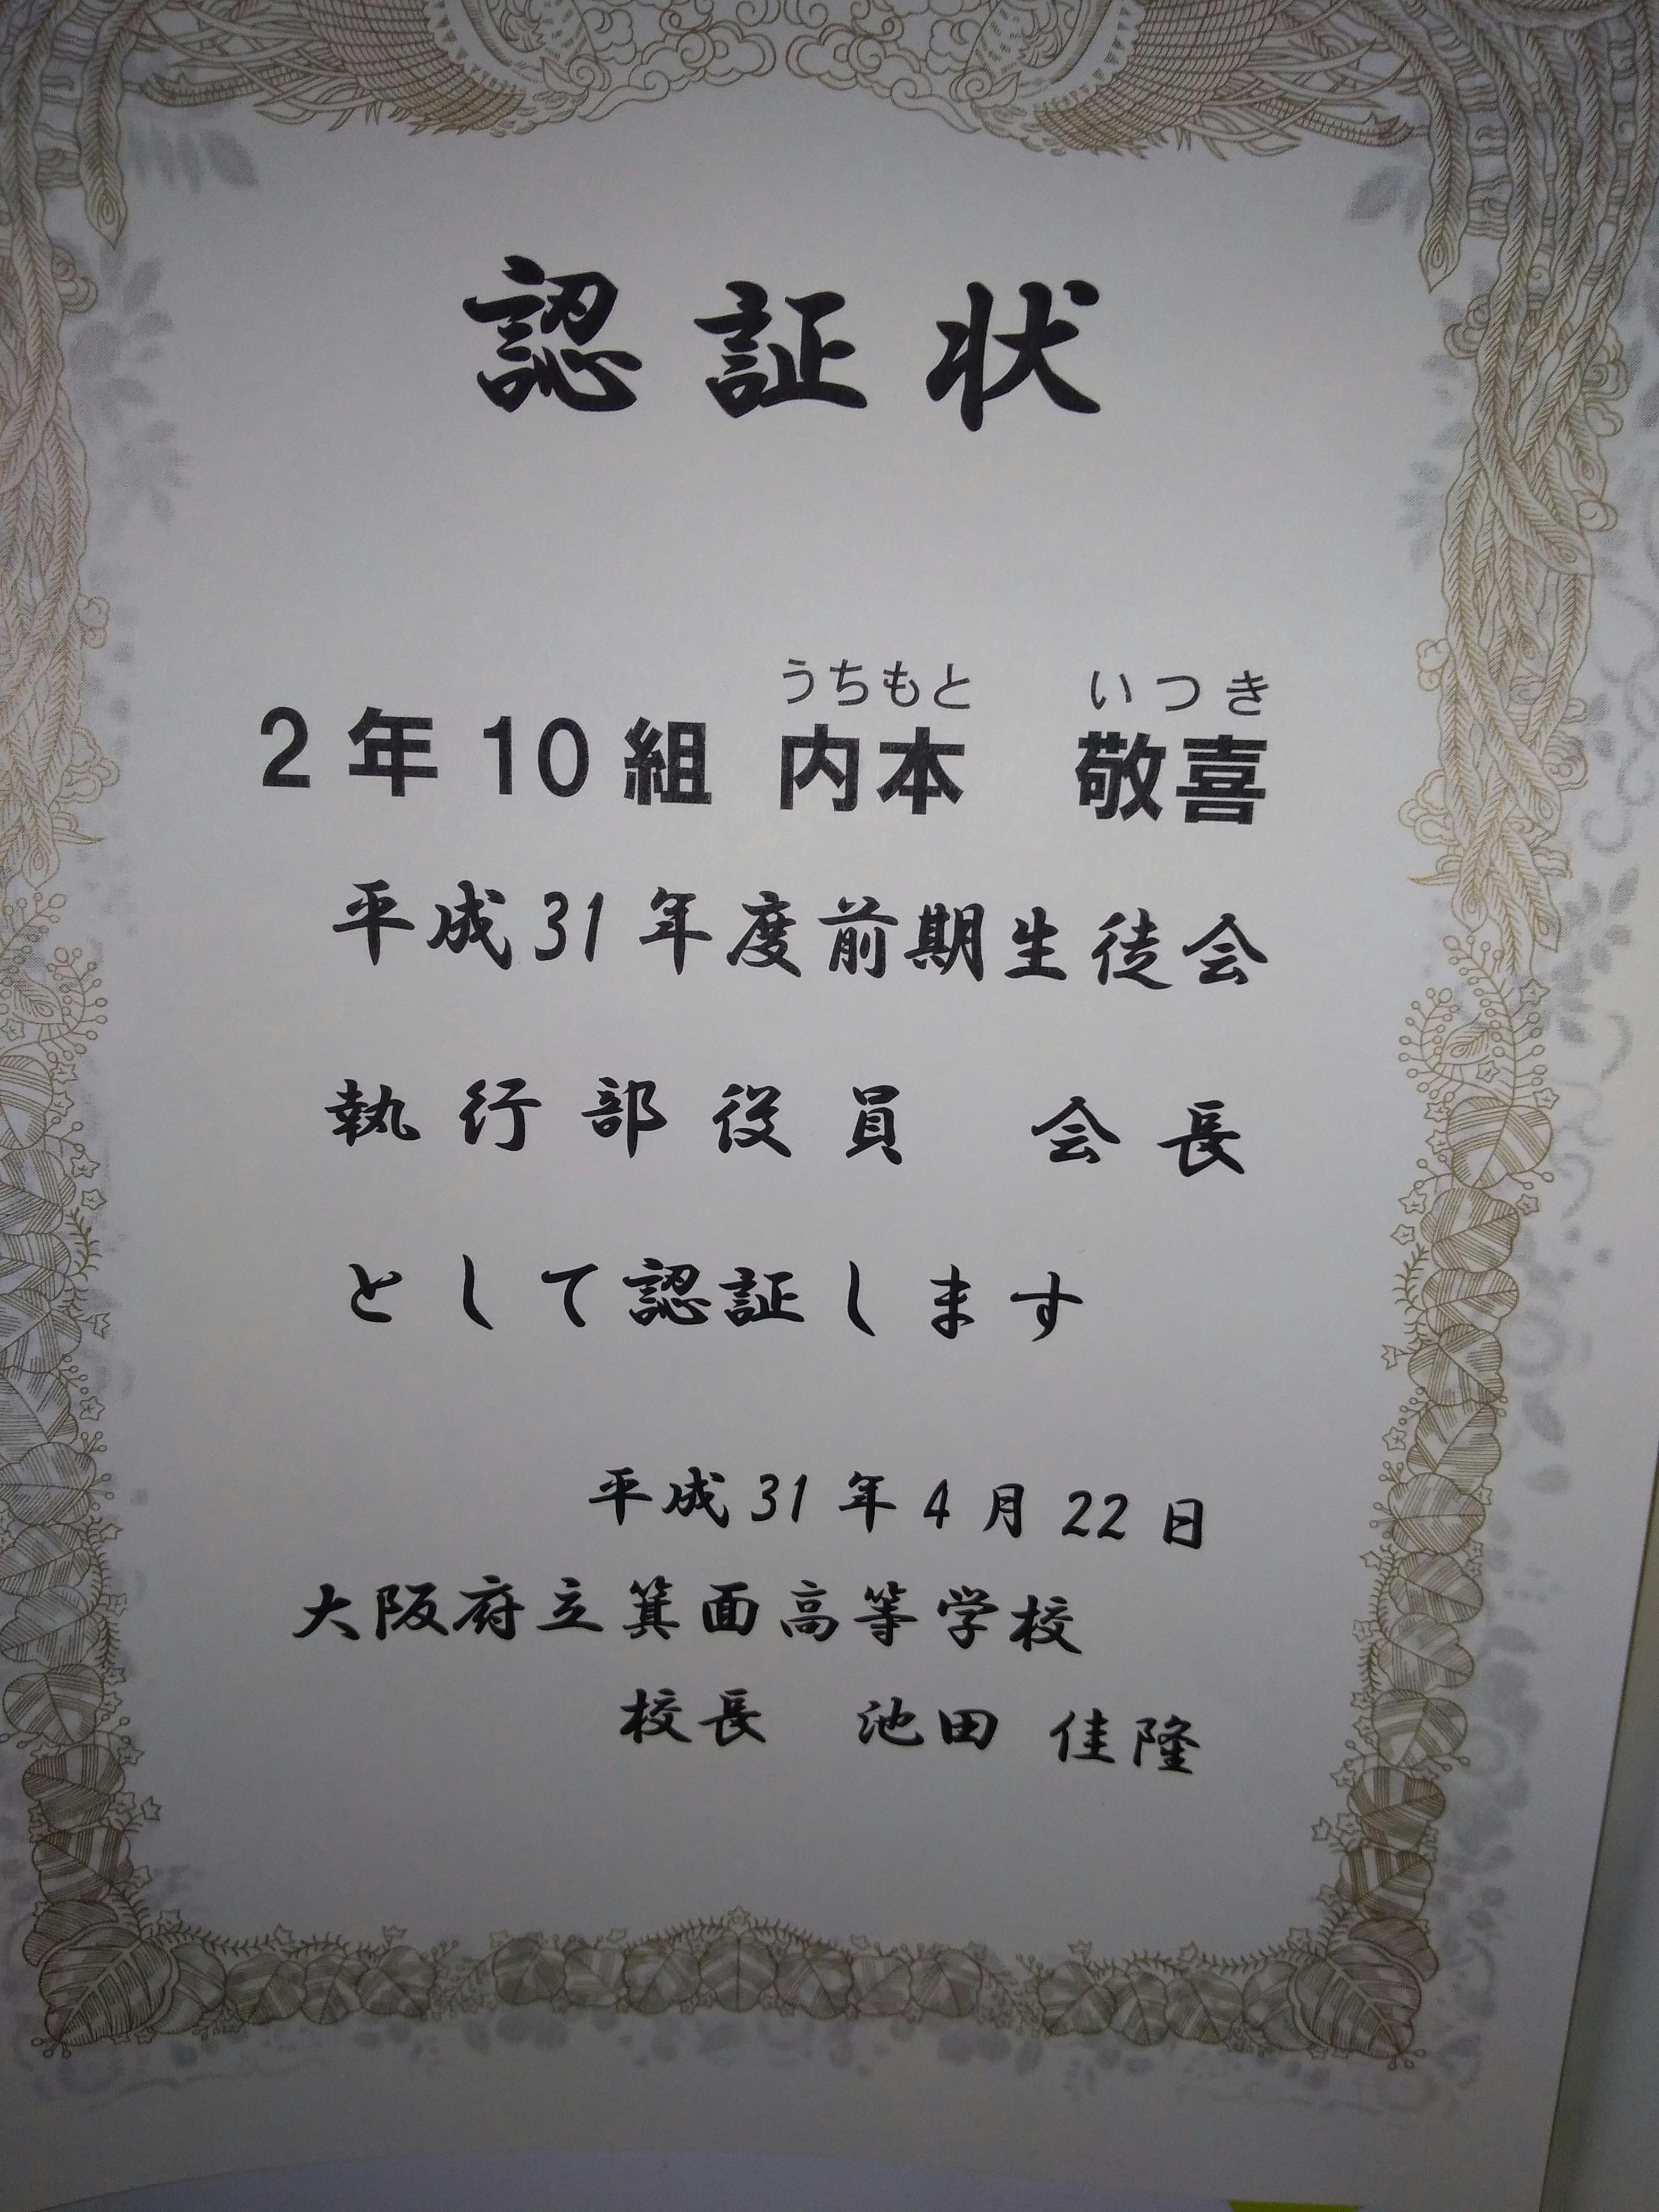 認証状
うちもと いつき
2年10組 内本 敬喜
平成31年度前期生徒会
執行部役員 会長
として認証します
平成31年4月22日
大阪府立箕面高等学校
校長 池田 佳隆